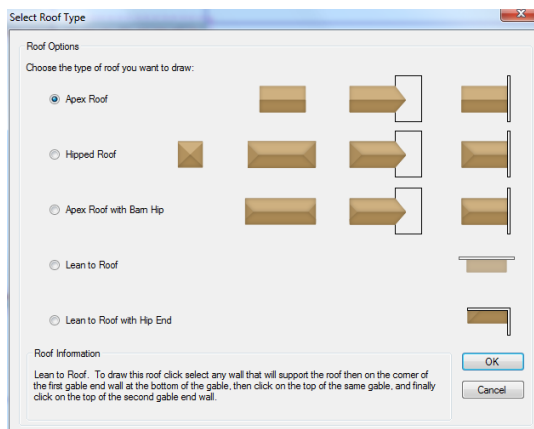 Select Roof Type
Roof Options
Choose the type of roof you want to draw:
Apex Roof
Hipped Roof
Apex Roof with Barn Hip
Lean to Roof
Lean to Roof with Hip End
Roof Information
Lean to Roof. To draw this roof click select any wall that will support the roof then on the corner of
the first gable end wall at the bottom of the gable, then click on the top of the same gable, and finally
click on the top of the second gable end wall.
OK
Cancel